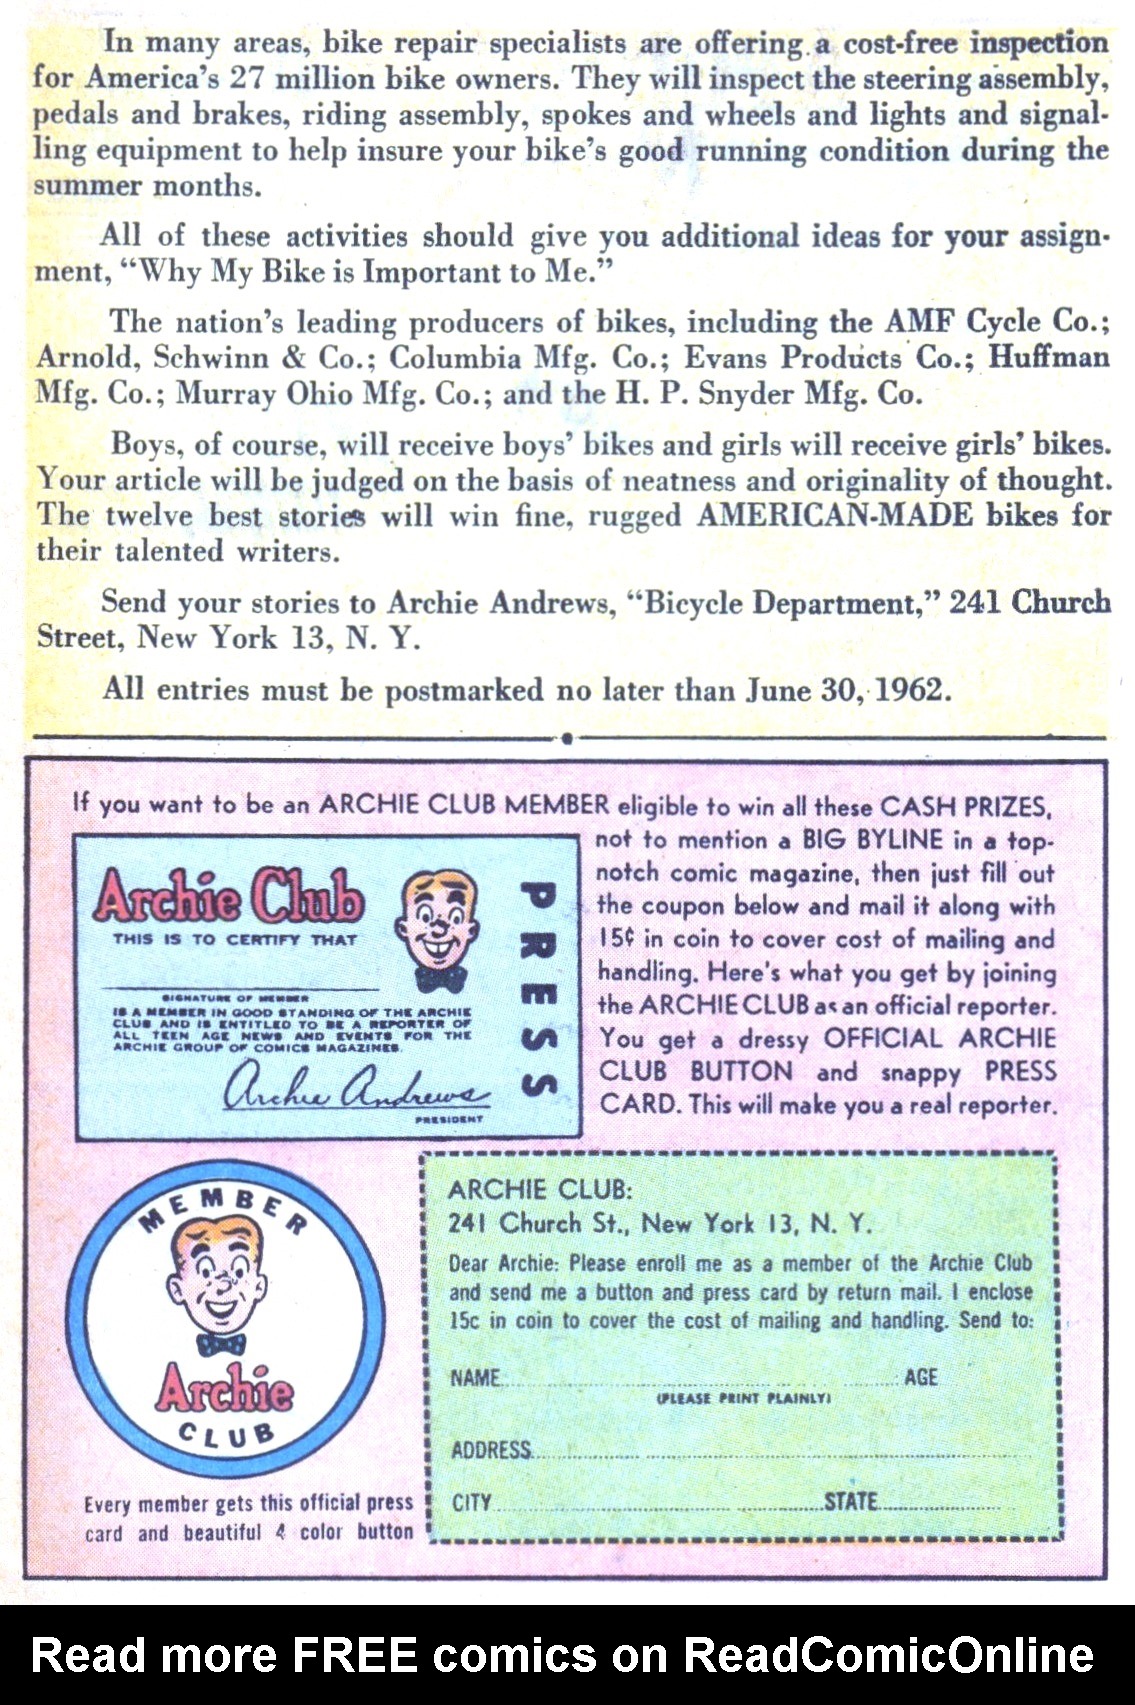 In many areas, bike repair specialists are offering a cost-free inspection
for America's 27 million bike owners. They will inspect the steering assembly,
pedals and brakes, riding assembly, spokes and wheels and lights and signal-
ling equipment to help insure your bike's good running condition during the
summer months.
All of these activities should give you additional ideas for your assign-
ment, “Why My Bike is Important to Me.”
The nation's leading producers of bikes, including the AMF Cycle Co.;
Arnold, Schwinn & Co.; Columbia Mfg. Co.; Evans Products Co.; Huffman
Mfg. Co.; Murray Ohio Mfg. Co.; and the H. P. Snyder Mfg. Co.
Boys, of course, will receive boys' bikes and girls will receive girls' bikes.
Your article will be judged on the basis of neatness and originality of thought.
The twelve best stories will win fine, rugged AMERICAN-MADE bikes for
their talented writers.
Send your stories to Archie Andrews, “Bicycle Department,” 241 Church
Street, New York 13, N. Y.
All entries must be postmarked no later than June 30, 1962.
If you want to be an ARCHIE CLUB MEMBER eligible to win all these CASH PRIZES,
not to mention a BIG BYLINE in a top-
notch comic magazine, then just fill out
the coupon below and mail it along with
15¢ in coin to cover cost of mailing and
handling. Here's what you get by joining
the ARCHIE CLUB as an official reporter.
You get a dressy OFFICIAL ARCHIE
CLUB BUTTON and snappy PRESS
CARD. This will make you a real reporter.
Archie Club
THIS IS TO CERTIFY THAT
SIGNATURE OF MEMBER
IS A MEMBER IN GOOD STANDING OF THE ARCHIE
CLUB AND IS ENTITLED TO BE A REPORTER OF
ALL TEEN AGE NEWS AND EVENTS FOR THE
ARCHIE GROUP OF COMICS MAGAZINES.
Archie Andrews
PRESIDENT
PRESS
MEMBER
Archie
CLUB
Every member gets this official press
card and beautiful 4 color button
ARCHIE CLUB:
241 Church St., New York 13, N. Y.
Dear Archie: Please enroll me as a member of the Archie Club
and send me a button and press card by return mail. I enclose
15c in coin to cover the cost of mailing and handling. Send to:
NAME AGE
(PLEASE PRINT PLAINLY)
ADDRESS
CITY STATE
Read more FREE comics on ReadComicOnline